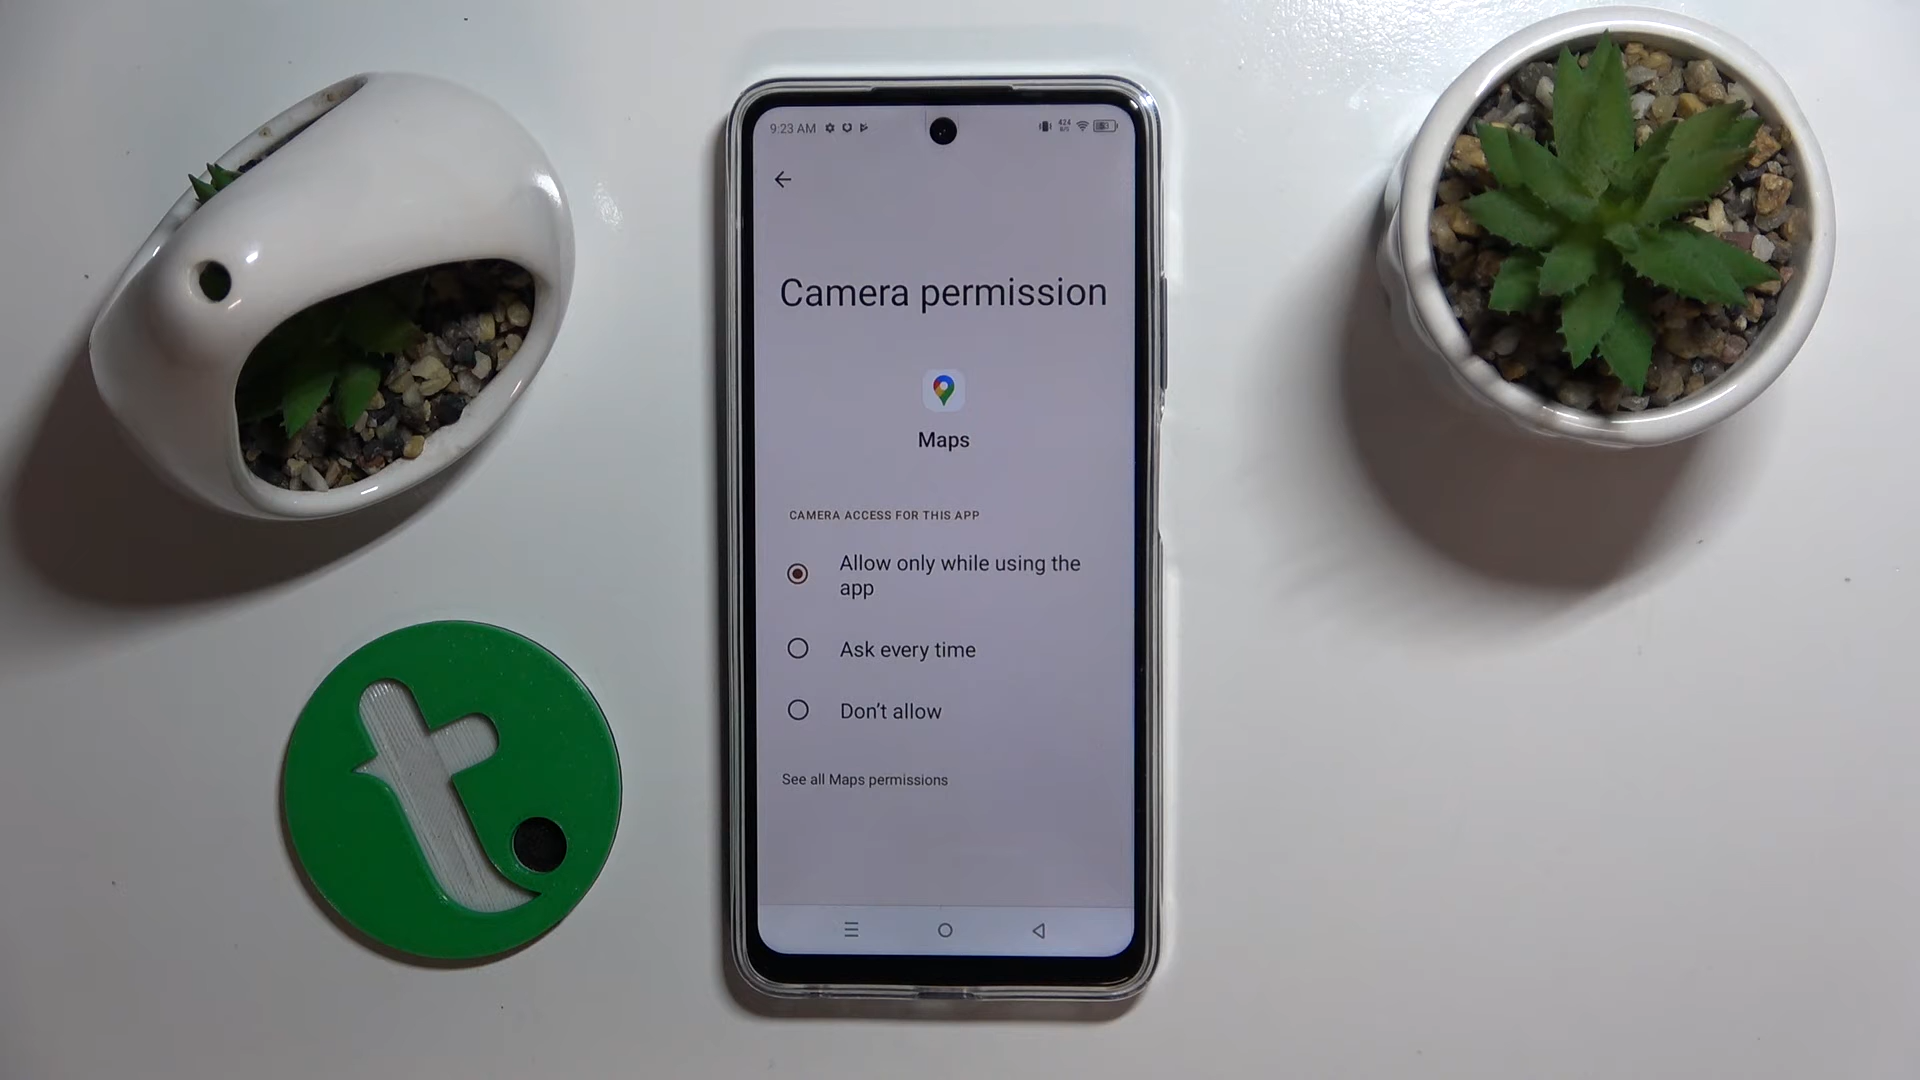 9:23 AM
424
B/S
Camera permission
Maps
CAMERA ACCESS FOR THIS APP
Allow only while using the
app
Ask every time
Don't allow
See all Maps permissions
t